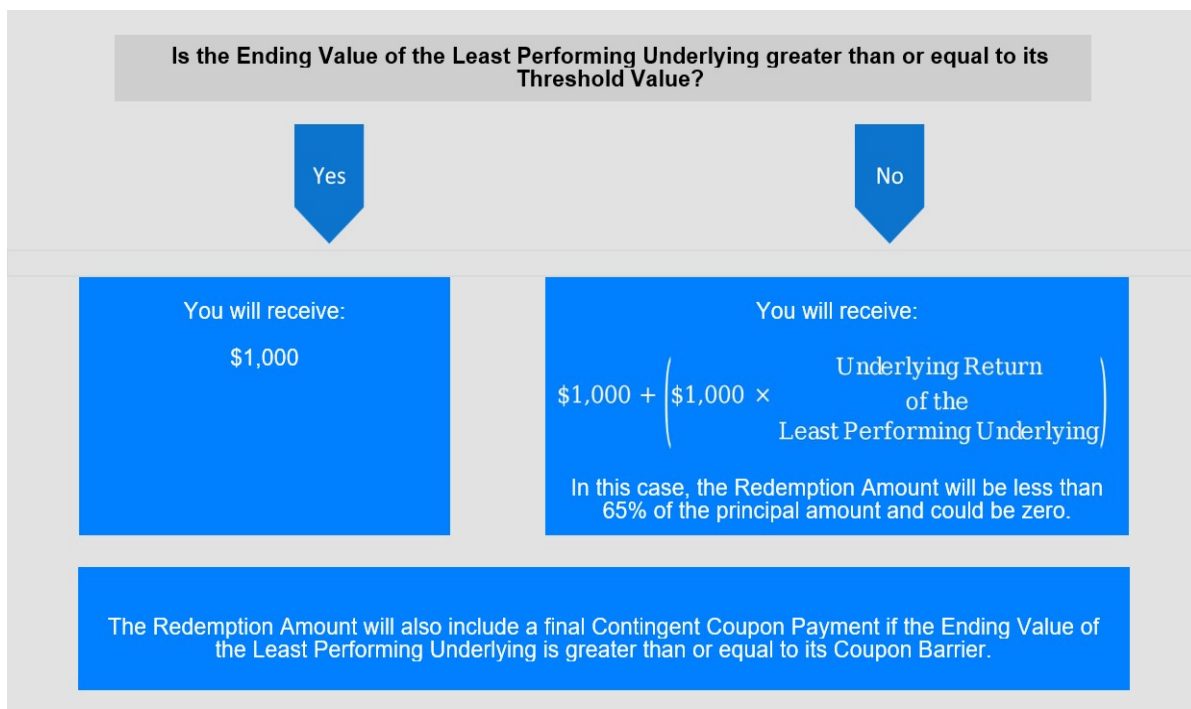 Is the Ending Value of the Least Performing Underlying greater than or equal to its
Threshold Value?
Yes
No
You will receive:
$1,000
You will receive:
$1,000 + ($1,000 × Underlying Return
of the
Least Performing Underlying)
In this case, the Redemption Amount will be less than
65% of the principal amount and could be zero.
The Redemption Amount will also include a final Contingent Coupon Payment if the Ending Value of
the Least Performing Underlying is greater than or equal to its Coupon Barrier.